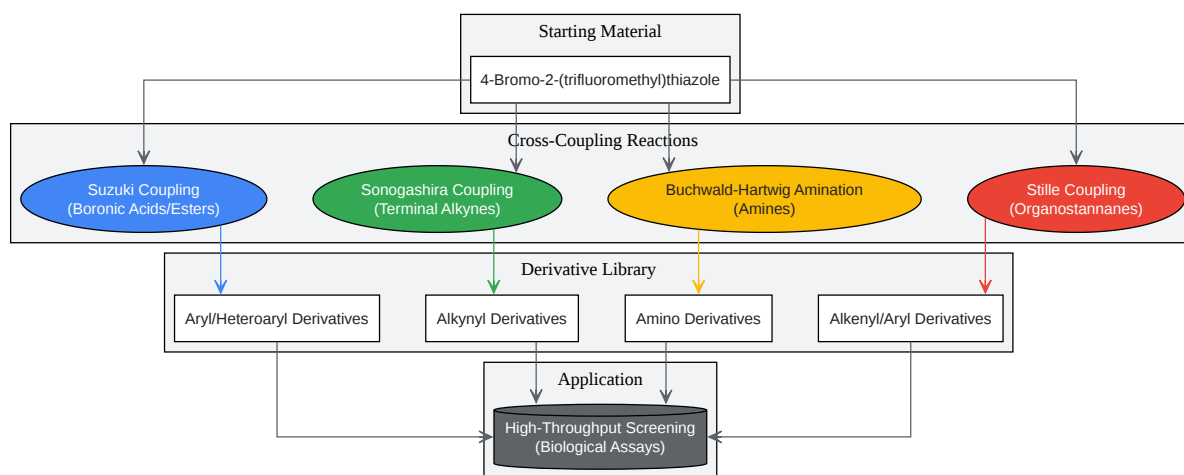 Starting Material
4-Bromo-2-(trifluoromethyl)thiazole
Cross-Coupling Reactions
Suzuki Coupling
(Boronic Acids/Esters)
Sonogashira Coupling
(Terminal Alkynes)
Buchwald-Hartwig Amination
(Amines)
Stille Coupling
(Organostannanes)
Derivative Library
Aryl/Heteroaryl Derivatives
Alkynyl Derivatives
Amino Derivatives
Alkenyl/Aryl Derivatives
Application
High-Throughput Screening
(Biological Assays)